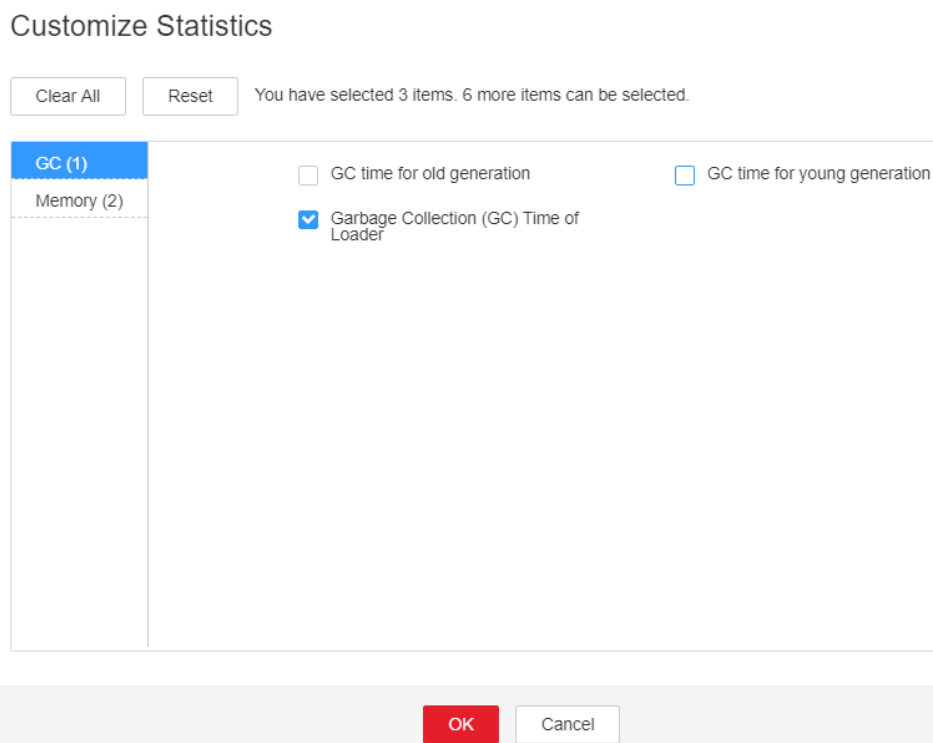 Customize Statistics
Clear All
Reset
You have selected 3 items. 6 more items can be selected.
GC (1)
Memory (2)
GC time for old generation
GC time for young generation
Garbage Collection (GC) Time of
Loader
OK
Cancel